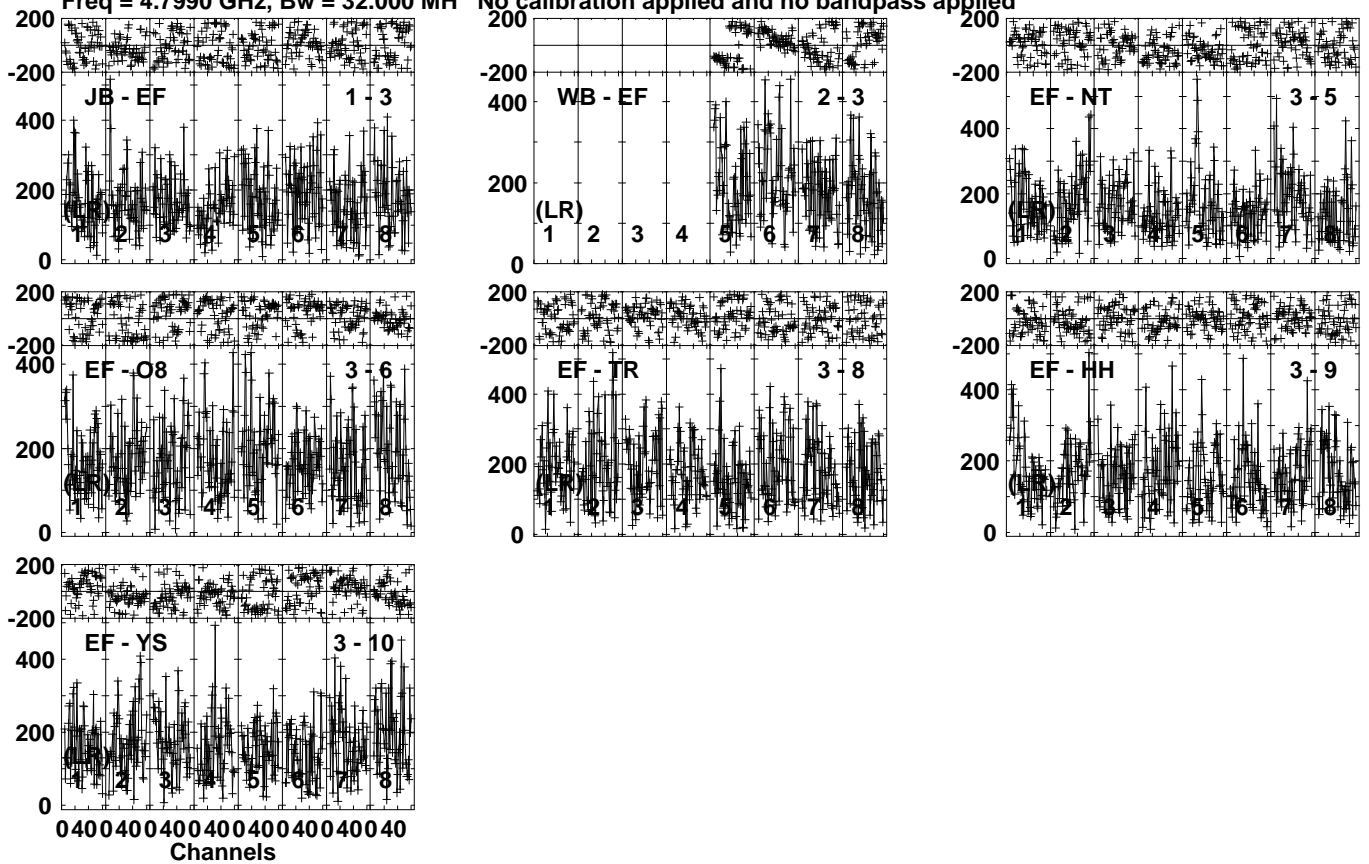 Freq = 4.7990 GHz, Bw = 32.000 MH No calibration applied and no bandpass applied
200
-200
JB - EF 1 - 3
400
200
0
(LR)
1 2 3 4 5 6 7 8
200
-200
WB - EF 2 - 3
400
200
0
(LR)
1 2 3 4 5 6 7 8
200
-200
EF - NT 3 - 5
400
200
0
(LR)
1 2 3 4 5 6 7 8
200
-200
EF - O8 3 - 6
400
200
0
(LR)
1 2 3 4 5 6 7 8
200
-200
EF - TR 3 - 8
400
200
0
(LR)
1 2 3 4 5 6 7 8
200
-200
EF - HH 3 - 9
400
200
0
(LR)
1 2 3 4 5 6 7 8
200
-200
EF - YS 3 - 10
400
200
0
(LR)
1 2 3 4 5 6 7 8
0 40 0 40 0 40 0 40 0 40 0 40 0 40 0 40
Channels